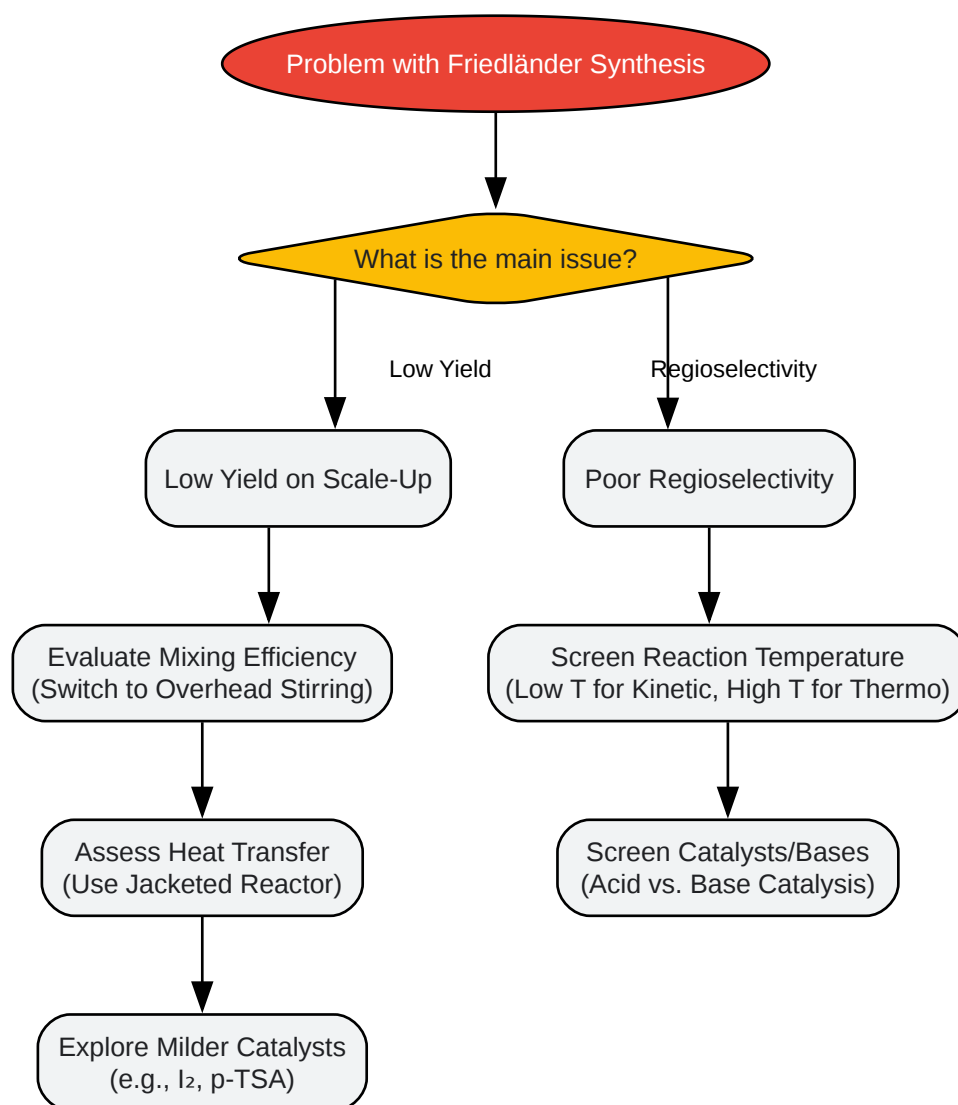 Problem with Friedländer Synthesis
What is the main issue?
Low Yield
Regioselectivity
Low Yield on Scale-Up
Poor Regioselectivity
Evaluate Mixing Efficiency
(Switch to Overhead Stirring)
Screen Reaction Temperature
(Low T for Kinetic, High T for Thermo)
Assess Heat Transfer
(Use Jacketed Reactor)
Screen Catalysts/Bases
(Acid vs. Base Catalysis)
Explore Milder Catalysts
(e.g., I₂, p-TSA)